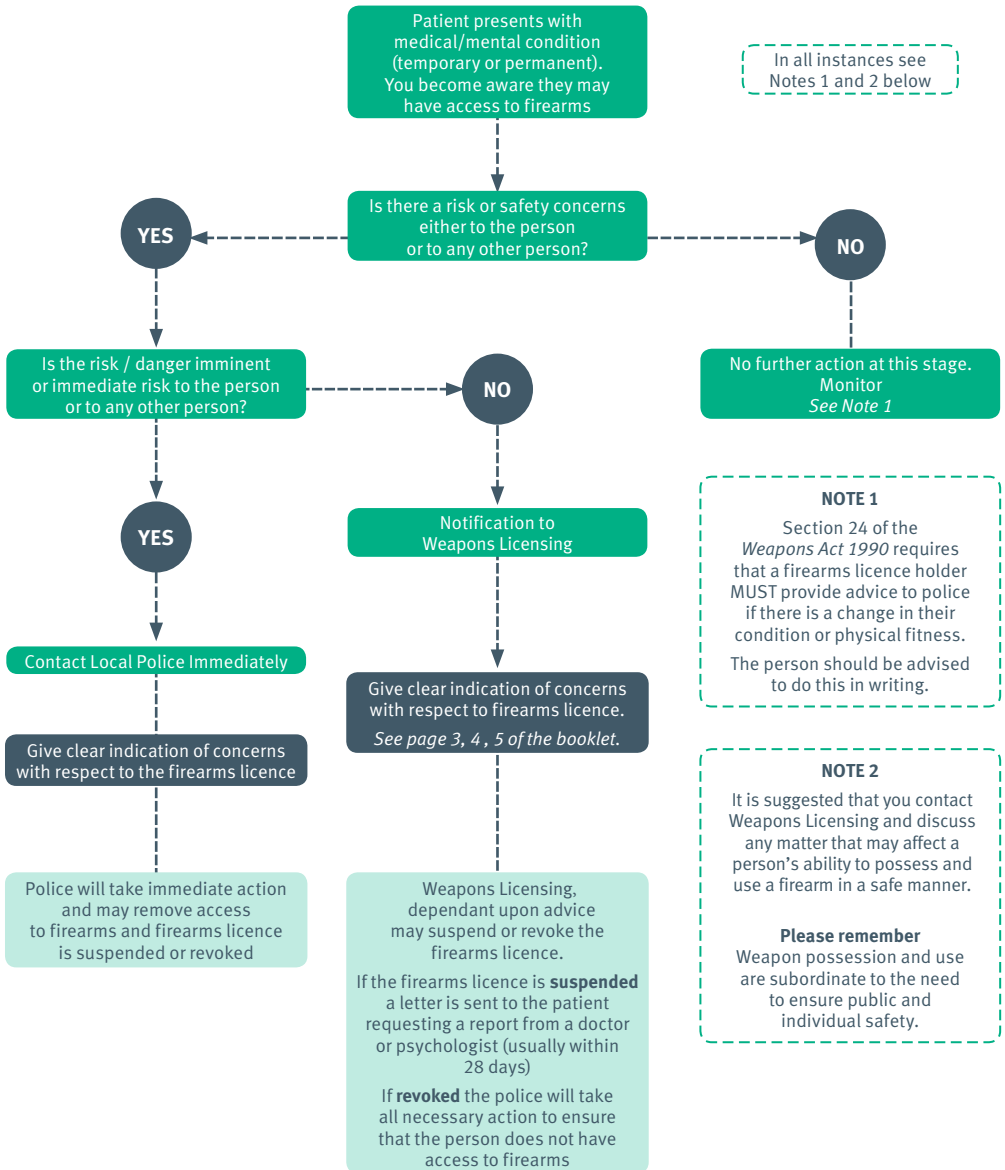 Patient presents with
medical/mental condition
(temporary or permanent).
You become aware they may
have access to firearms
In all instances see
Notes 1 and 2 below
Is there a risk or safety concerns
either to the person
or to any other person?
YES
NO
Is the risk / danger imminent
or immediate risk to the person
or to any other person?
NO
No further action at this stage.
Monitor
See Note 1
YES
Notification to
Weapons Licensing
NOTE 1
Section 24 of the
Weapons Act 1990 requires
that a firearms licence holder
MUST provide advice to police
if there is a change in their
condition or physical fitness.
The person should be advised
to do this in writing.
Contact Local Police Immediately
Give clear indication of concerns
with respect to firearms licence.
See page 3, 4 , 5 of the booklet.
Give clear indication of concerns
with respect to the firearms licence
NOTE 2
It is suggested that you contact
Weapons Licensing and discuss
any matter that may affect a
person's ability to possess and
use a firearm in a safe manner.
Please remember
Weapon possession and use
are subordinate to the need
to ensure public and
individual safety.
Police will take immediate action
and may remove access
to firearms and firearms licence
is suspended or revoked
Weapons Licensing,
dependant upon advice
may suspend or revoke the
firearms licence.
If the firearms licence is suspended
a letter is sent to the patient
requesting a report from a doctor
or psychologist (usually within
28 days)
If revoked the police will take
all necessary action to ensure
that the person does not have
access to firearms